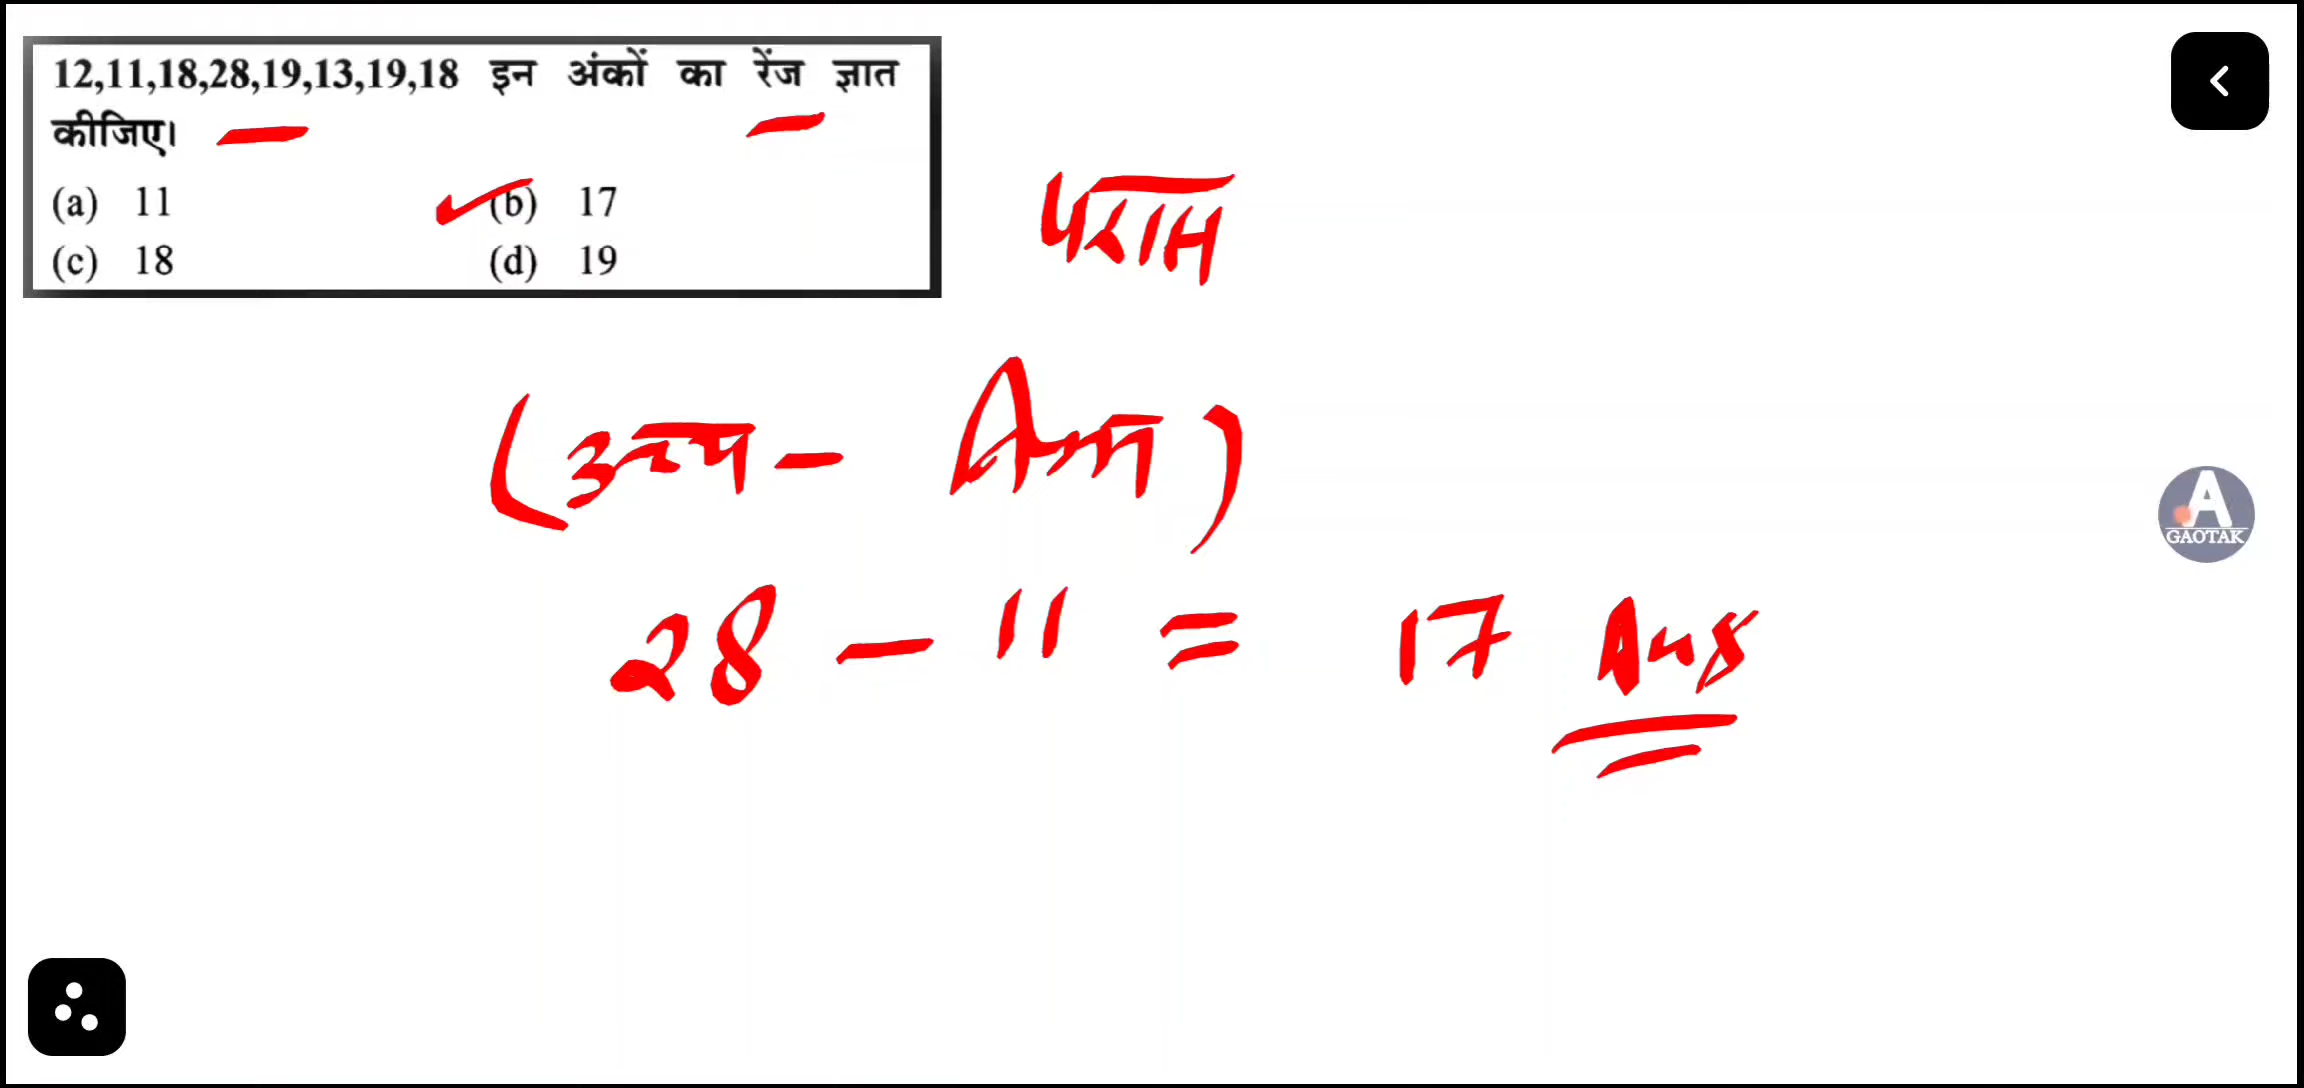 12,11,18,28,19,13,19,18 इन अंकों का रेंज ज्ञात
कीजिए।
(a) 11 (b) 17
(c) 18 (d) 19
परास
(उच्च - निम्न)
28 - 11 = 17 Ans
A
GAOTAK